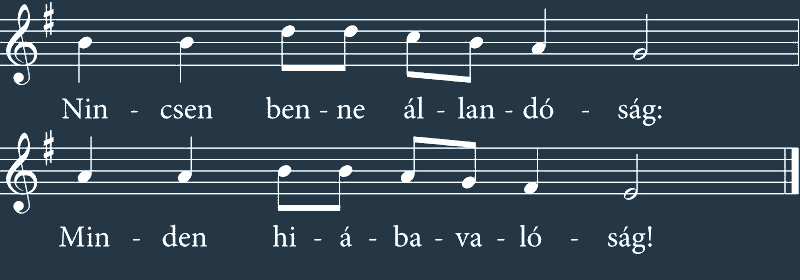 Nin - csen ben - ne ál - lan - dó - ság:
Min - den hi - á - ba - va - ló - ság!